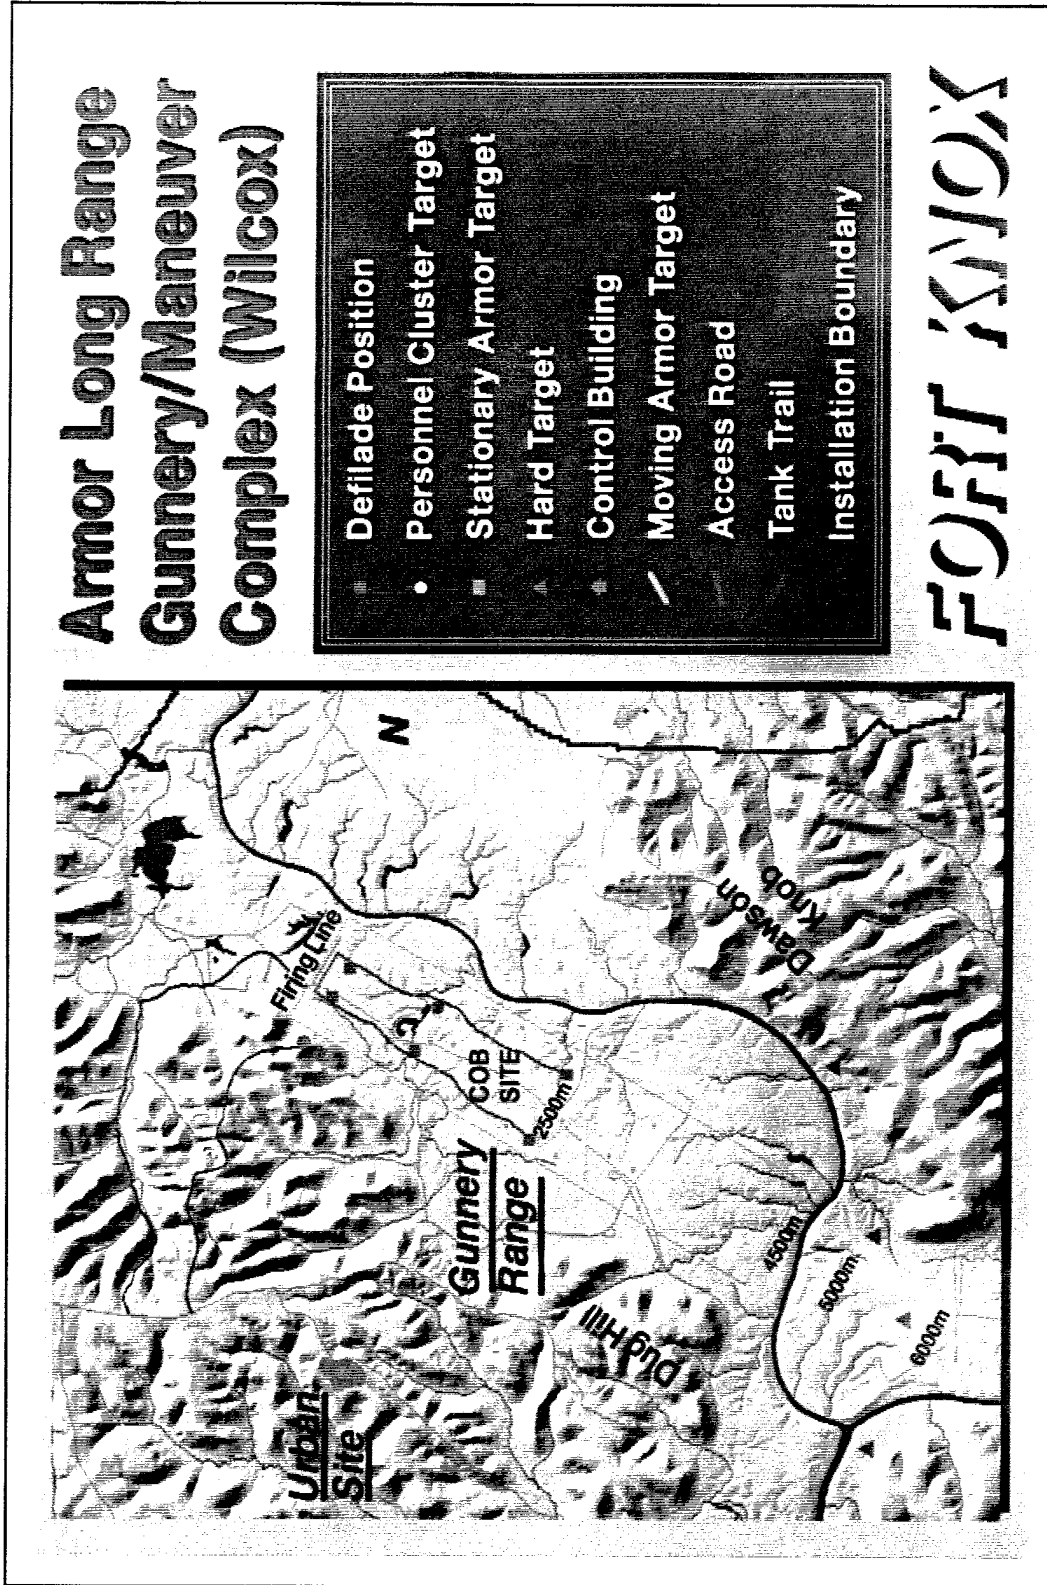 Armor Long Range
Gunnery/Maneuver
Complex (Wilcox)
Defilade Position
Personnel Cluster Target
Stationary Armor Target
Hard Target
Control Building
Moving Armor Target
Access Road
Tank Trail
Installation Boundary
FORT KNOX
N
Firing Line
COB
SITE
2500m
Gunnery
Range
Urban
Site
Dug Hill
Dawson
Knob
4500m
5000m
6000m